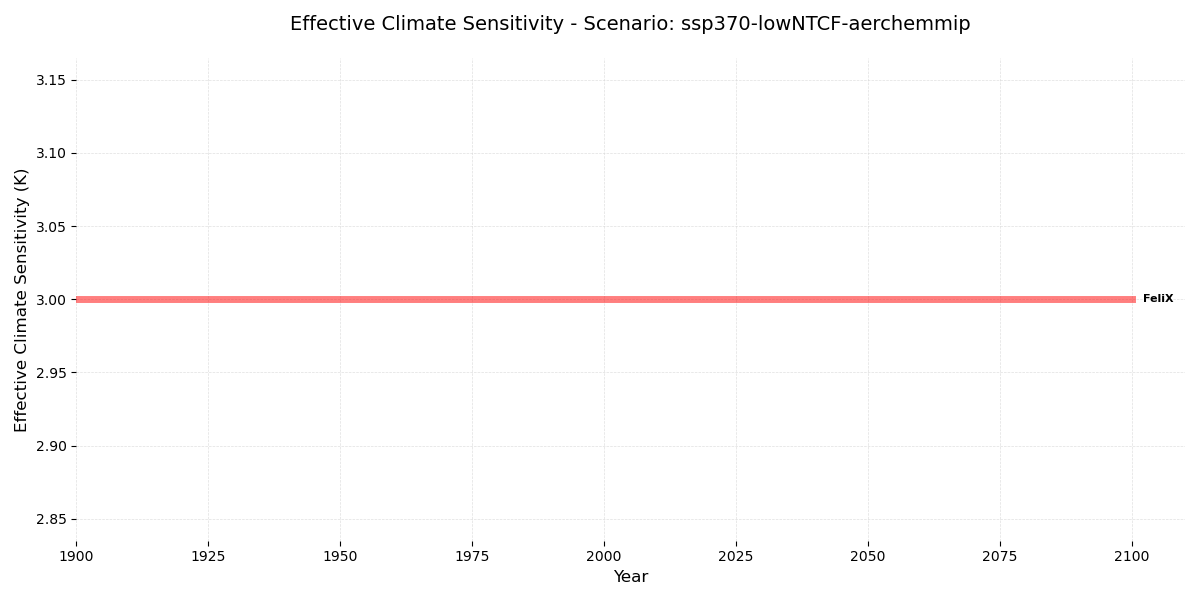 Effective Climate Sensitivity - Scenario: ssp370-lowNTCF-aerchemmip
Effective Climate Sensitivity (K)
3.15
3.10
3.05
3.00
2.95
2.90
2.85
FeliX
1900 1925 1950 1975 2000 2025 2050 2075 2100
Year